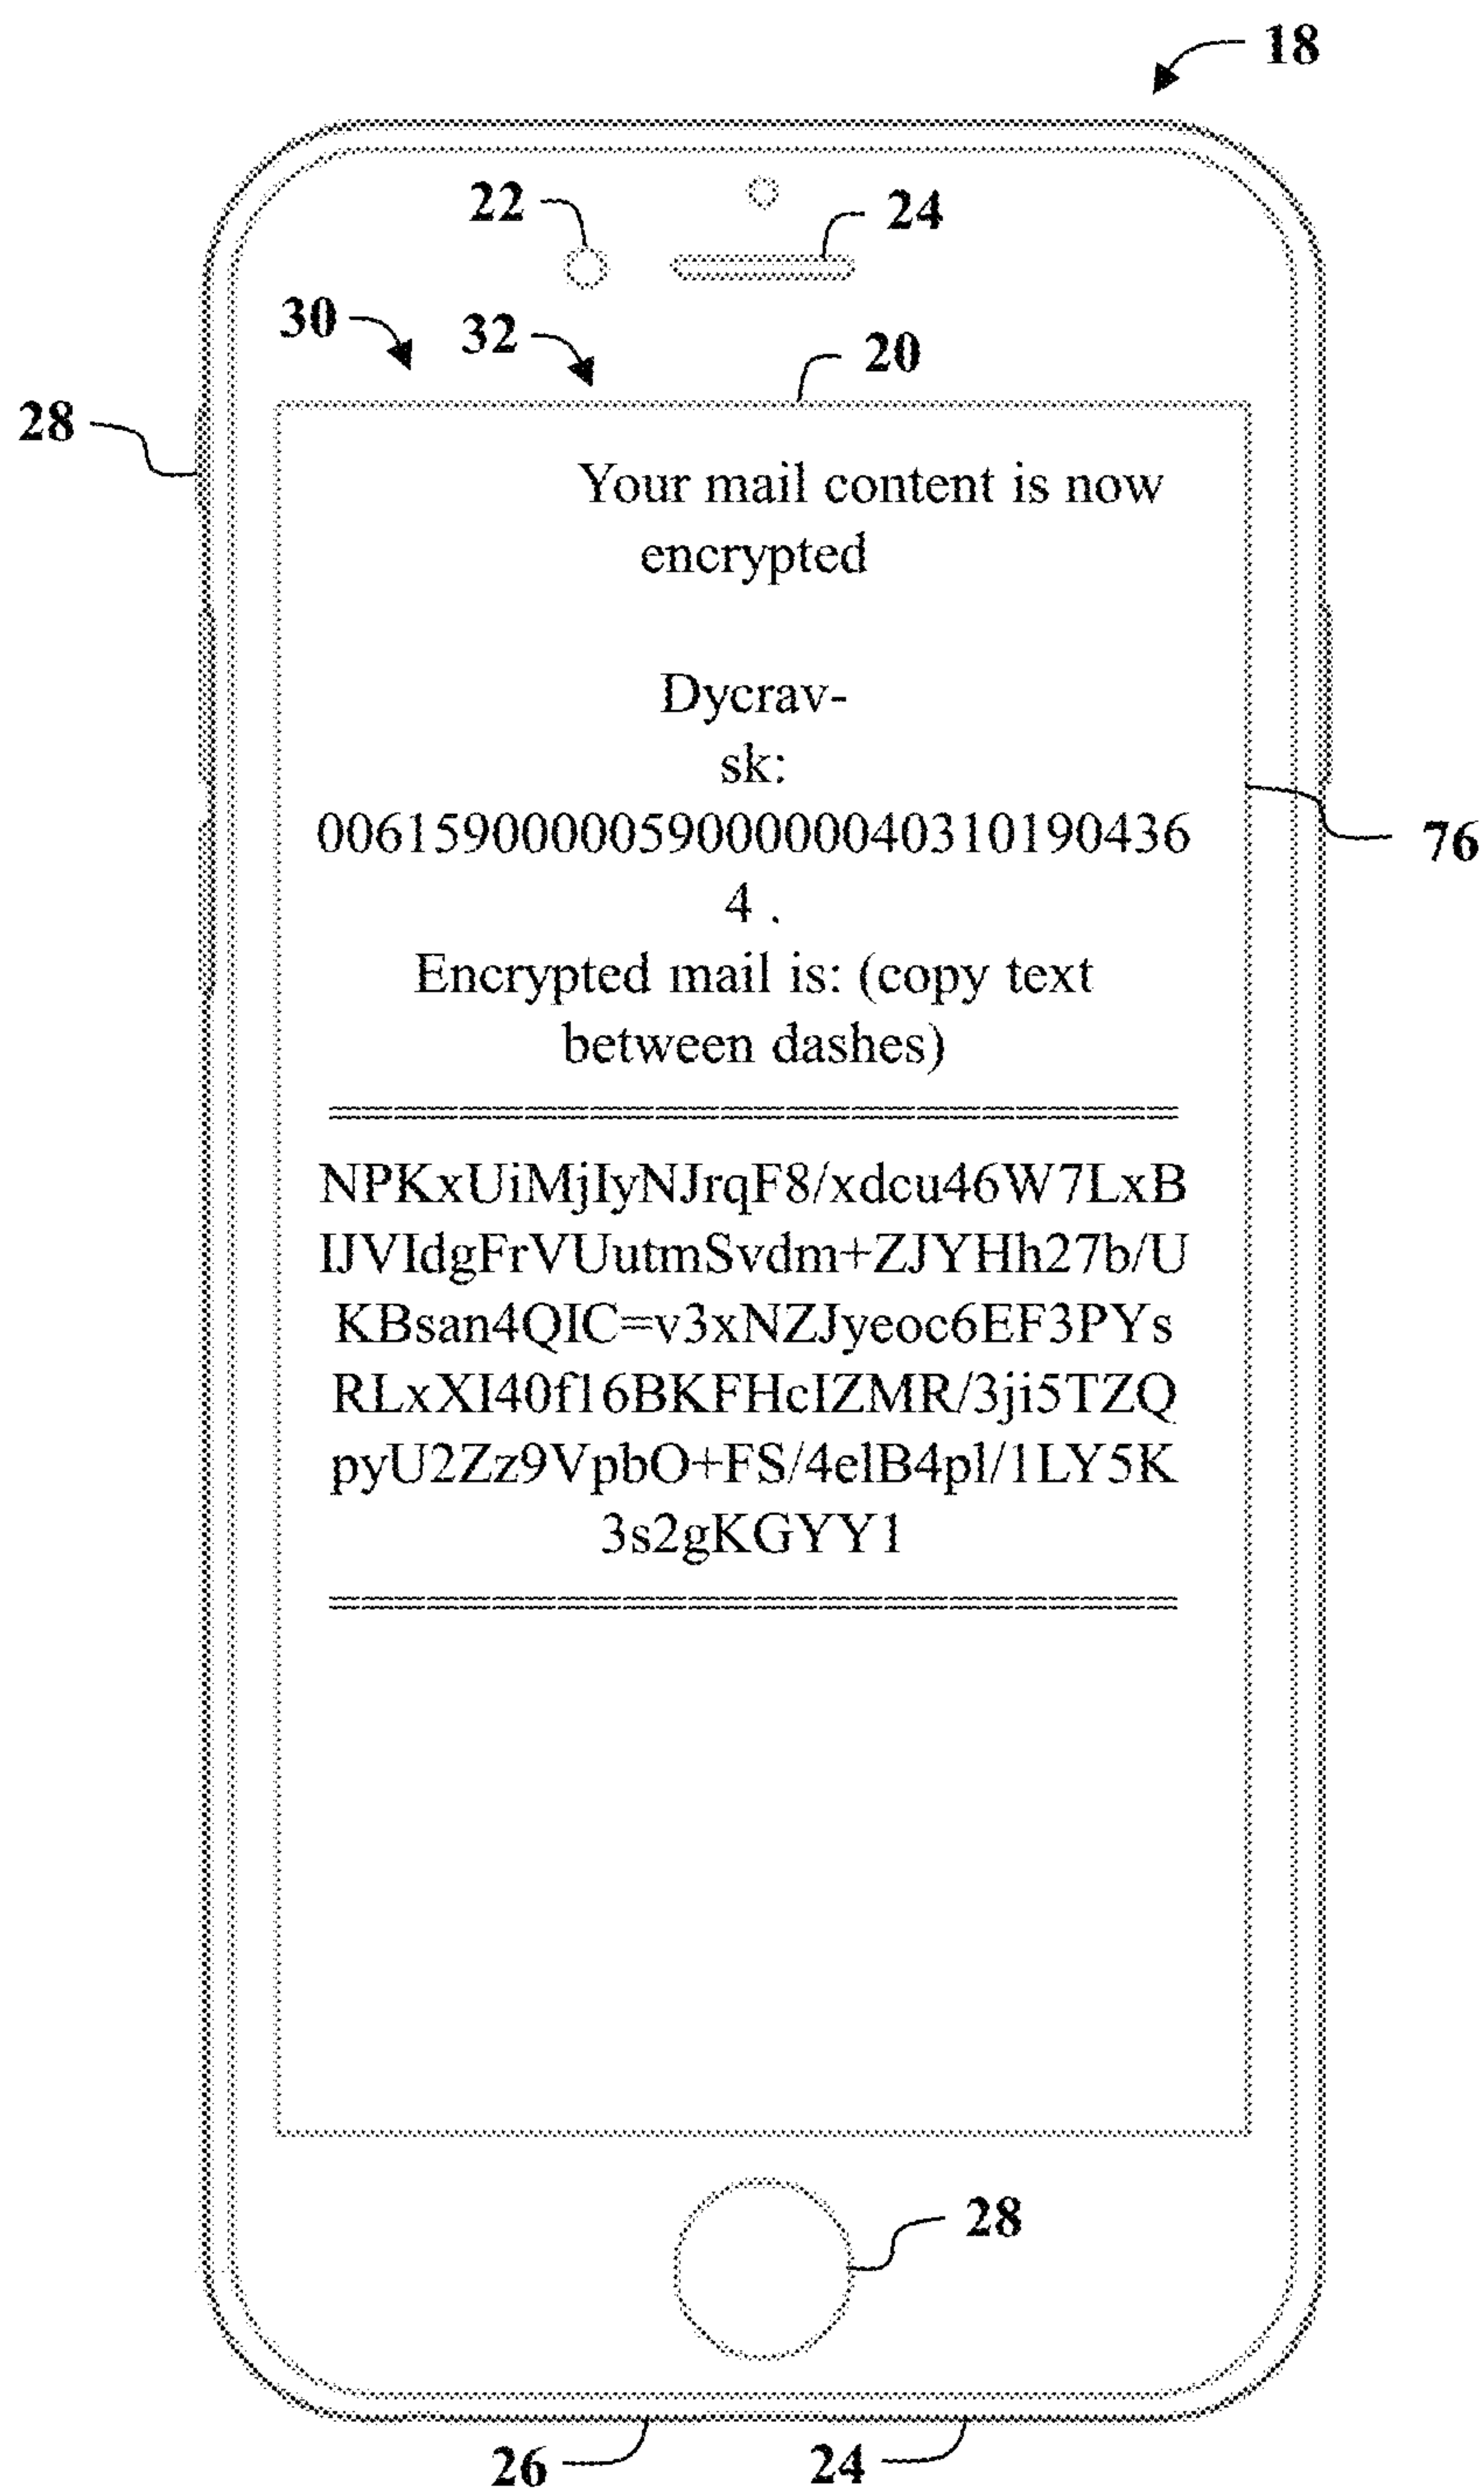 18
22
24
30
32
20
28
Your mail content is now
encrypted
Dycrav-
sk:
006159000005900000040310190436
4 .
76
Encrypted mail is: (copy text
between dashes)
==========================
NPKxUiMjIyNJrqF8/xdcu46W7LxB
IJVIdgFrVUutmSvdm+ZJYHh27b/U
KBsan4QIC=v3xNZJyeoc6EF3PYs
RLxXI40f16BKFHcIZMR/3ji5TZQ
pyU2Zz9VpbO+FS/4elB4pl/1LY5K
3s2gKGYY1
==========================
28
26
24